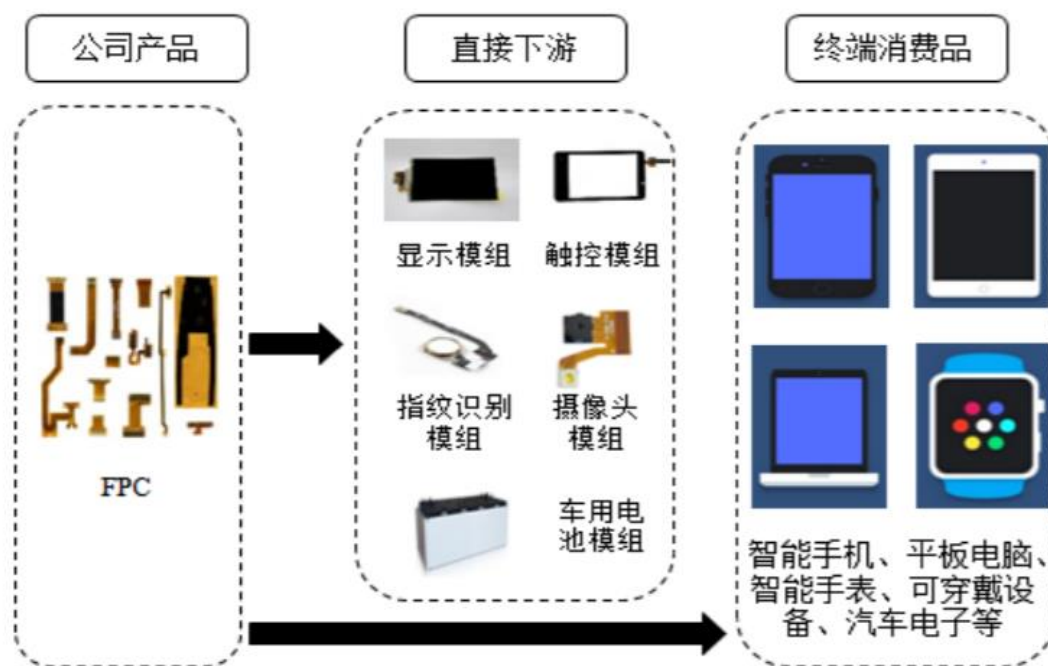 公司产品
直接下游
终端消费品
FPC
显示模组
触控模组
指纹识别
模组
摄像头
模组
车用电
池模组
智能手机、平板电脑、
智能手表、可穿戴设
备、汽车电子等